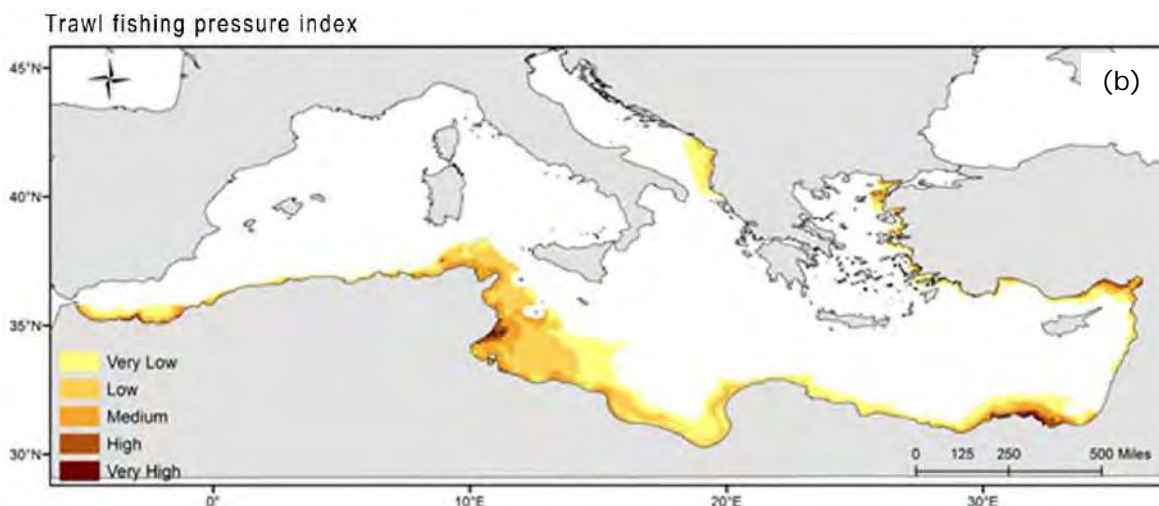 Trawl fishing pressure index
(b)
45°N
40°N
35°N
30°N
Very Low
Low
Medium
High
Very High
0 125 250 500 Miles
0° 10°E 20°E 30°E